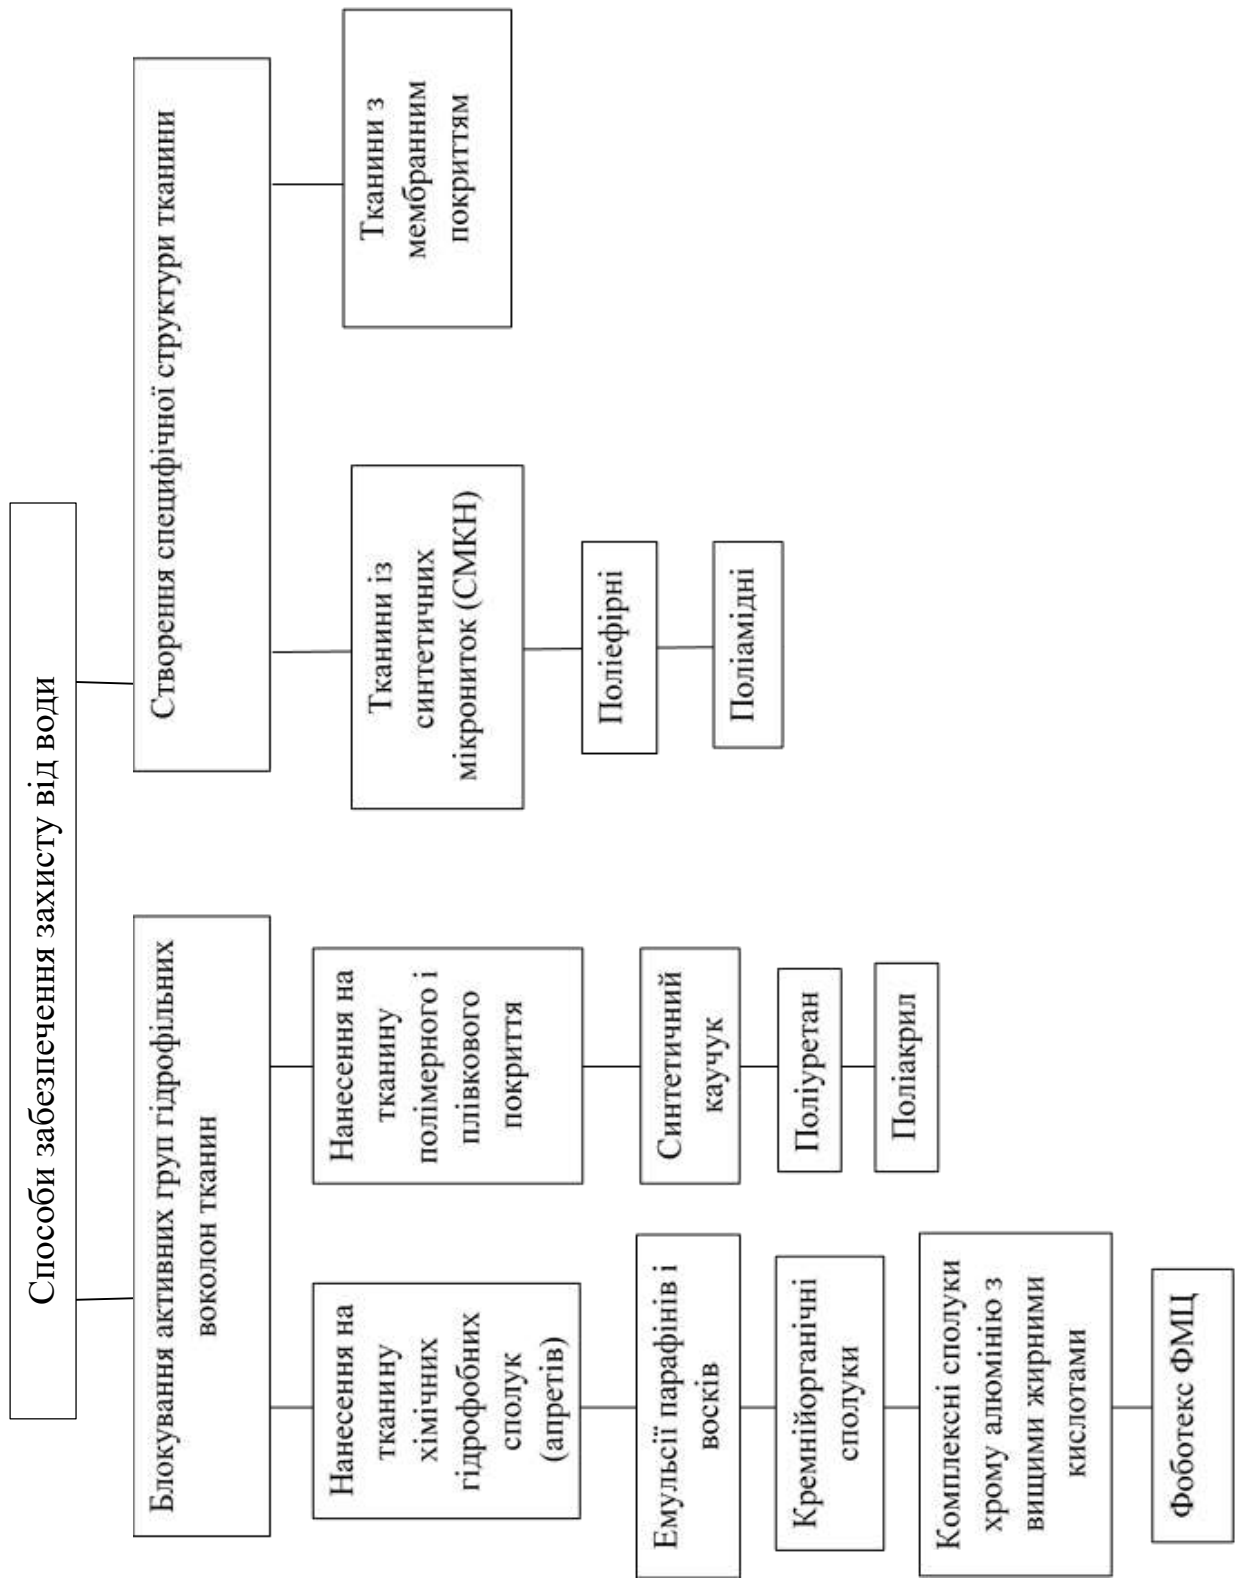 Способи забезпечення захисту від води
Блокування активних груп гідрофільних
воколон тканин
Створення специфічної структури тканини
Нанесення на
тканину
хімічних
гідрофобних
сполук
(апретів)
Емульсії парафінів і
восків
Кремнійорганічні
сполуки
Комплексні сполуки
хрому алюмінію з
вищими жирними
кислотами
Фоботекс ФМЦ
Нанесення на
тканину
полімерного і
плівкового
покриття
Синтетичний
каучук
Поліуретан
Поліакрил
Тканини із
синтетичних
мікрониток (СМКН)
Поліефірні
Поліамідні
Тканини з
мембранним
покриттям